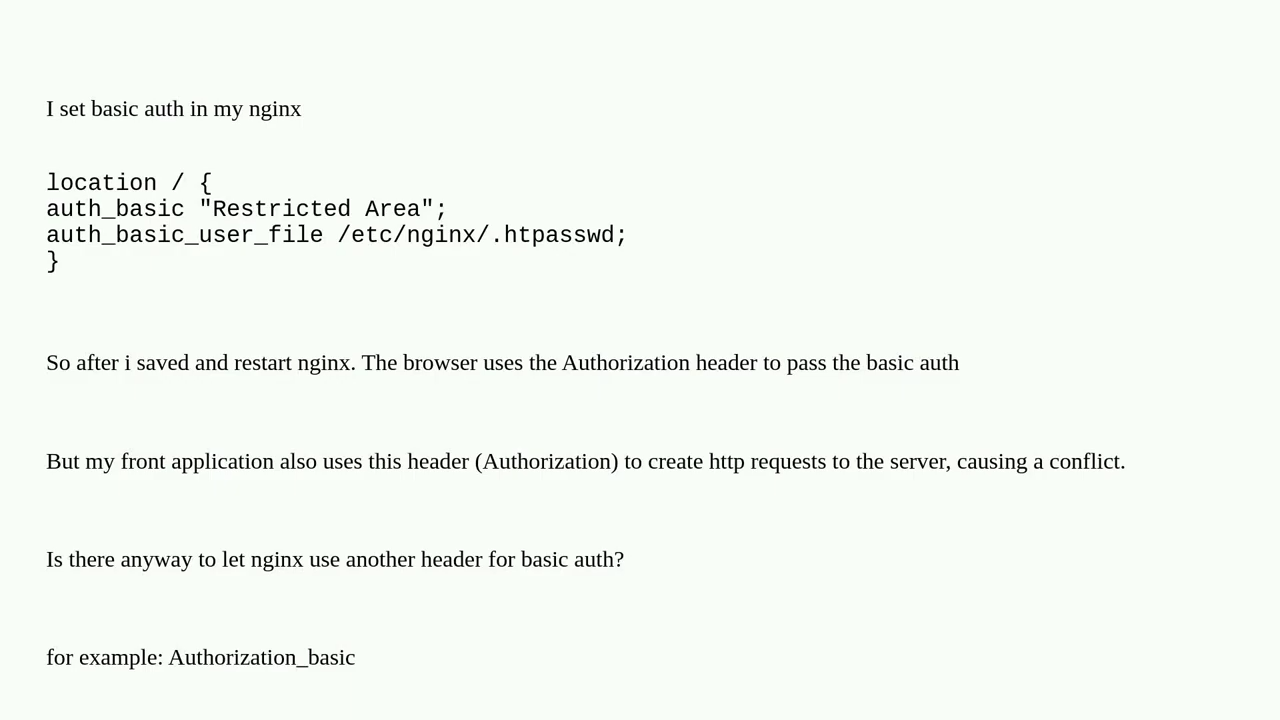 I set basic auth in my nginx
location / {
auth_basic "Restricted Area";
auth_basic_user_file /etc/nginx/.htpasswd;
}
So after i saved and restart nginx. The browser uses the Authorization header to pass the basic auth
But my front application also uses this header (Authorization) to create http requests to the server, causing a conflict.
Is there anyway to let nginx use another header for basic auth?
for example: Authorization_basic